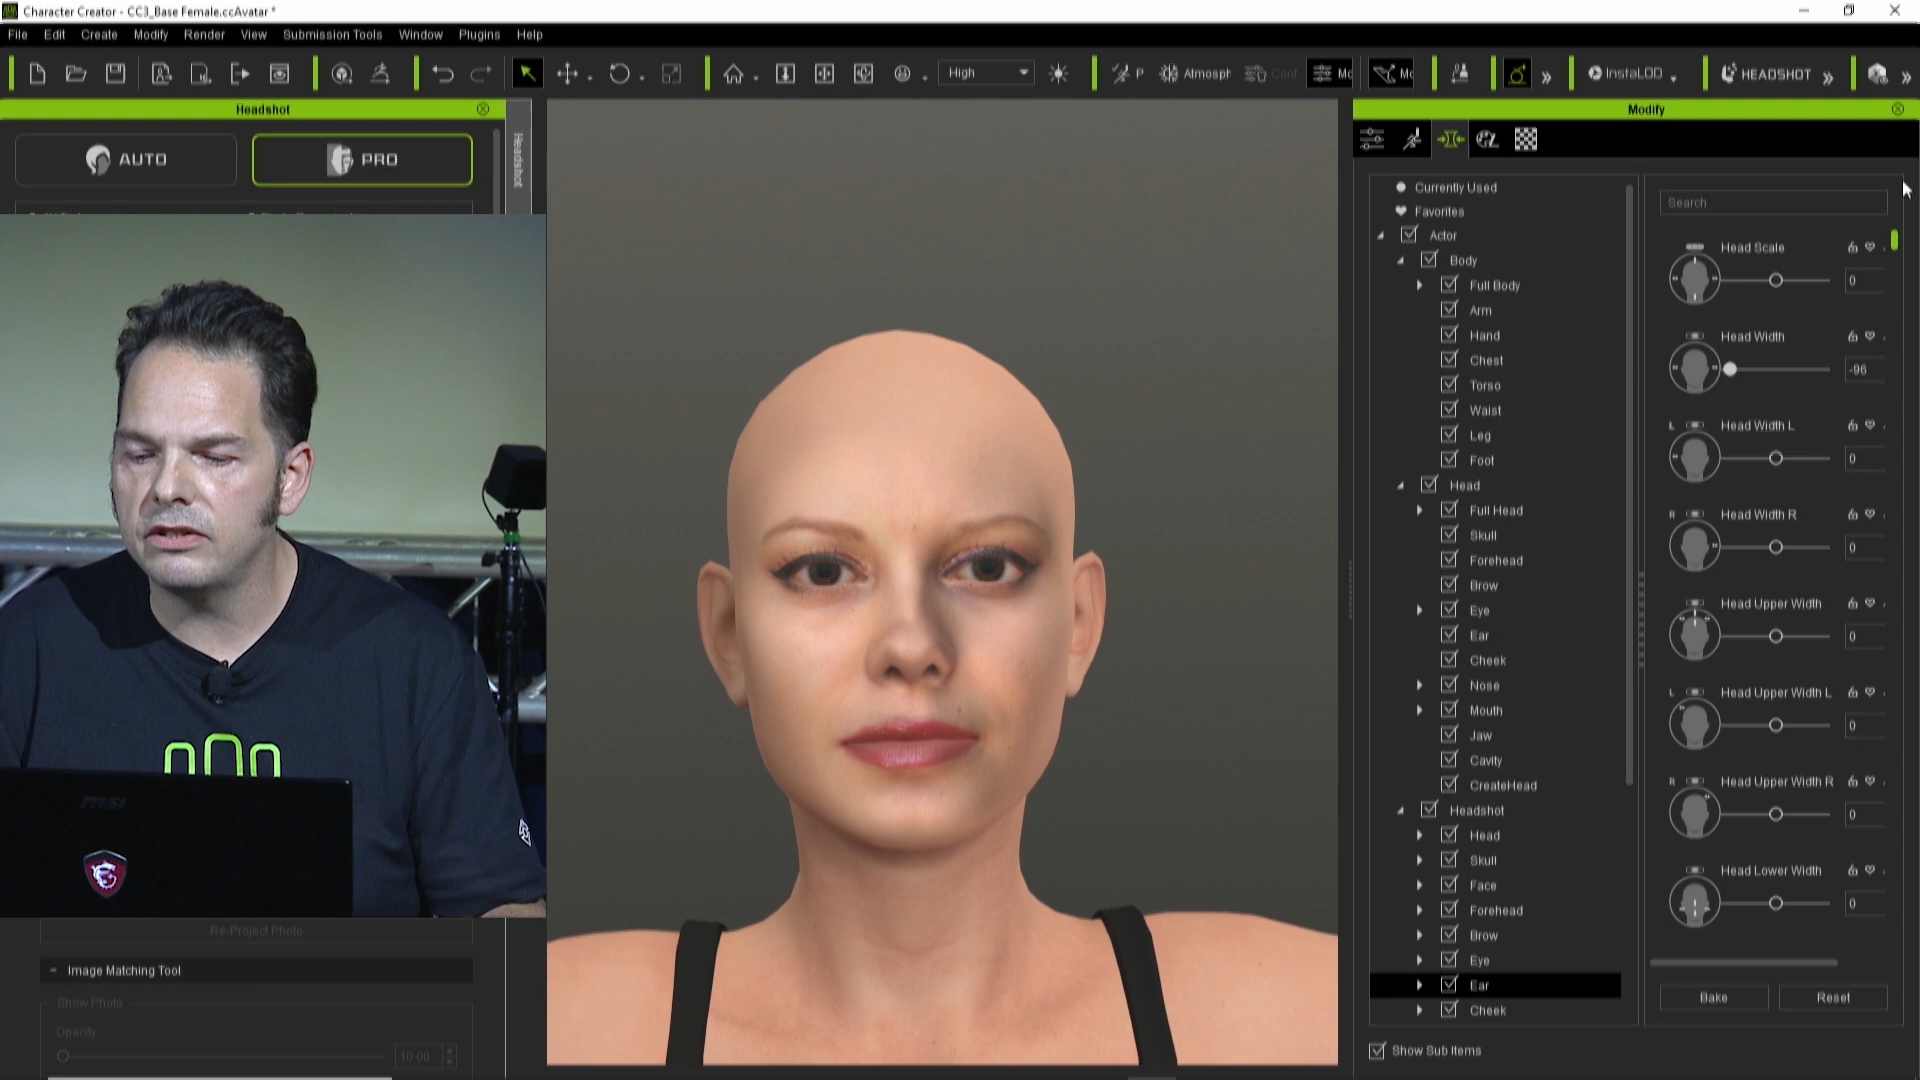 Character Creator - CC3_Base Female.ccAvatar *
File Edit Create Modify Render View Submission Tools Window Plugins Help
High P Atmosph Conf Mo Mo InstaLOD HEADSHOT
Headshot
AUTO PRO
Headshot
msi
Re-Project Photo
Image Matching Tool
Show Photo
Opacity
10.00
Modify
Currently Used
Favorites
Actor
Body
Full Body
Arm
Hand
Chest
Torso
Waist
Leg
Foot
Head
Full Head
Skull
Forehead
Brow
Eye
Ear
Cheek
Nose
Mouth
Jaw
Cavity
CreateHead
Headshot
Head
Skull
Face
Forehead
Brow
Eye
Ear
Cheek
Show Sub Items
Search
Head Scale
0
Head Width
-96
L Head Width L
0
R Head Width R
0
Head Upper Width
0
L Head Upper Width L
0
R Head Upper Width R
0
Head Lower Width
0
Bake Reset